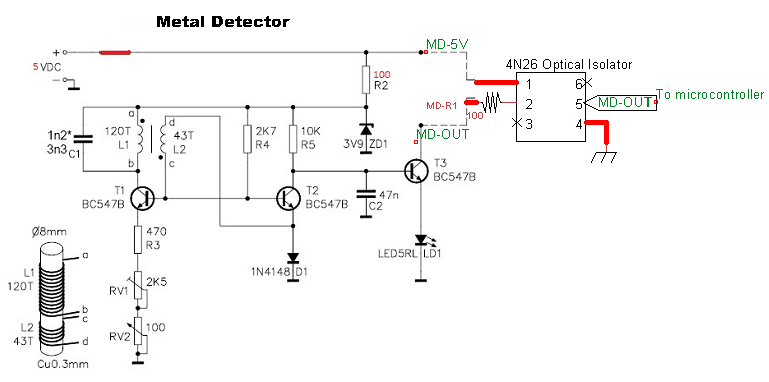 Metal Detector
+
5 VDC
−
MD-5V
4N26 Optical Isolator
1
2
3
6
5
4
MD-OUT
To microcontroller
MD-R1
100
MD-OUT
100
R2
a
d
120T
L1
43T
L2
b
c
1n2*
3n3
C1
2K7
R4
10K
R5
3V9
ZD1
T1
BC547B
T2
BC547B
T3
BC547B
47n
C2
470
R3
1N4148
D1
LED5RL
LD1
2K5
RV1
100
RV2
Ø8mm
a
L1
120T
b
c
L2
43T
d
Cu0.3mm